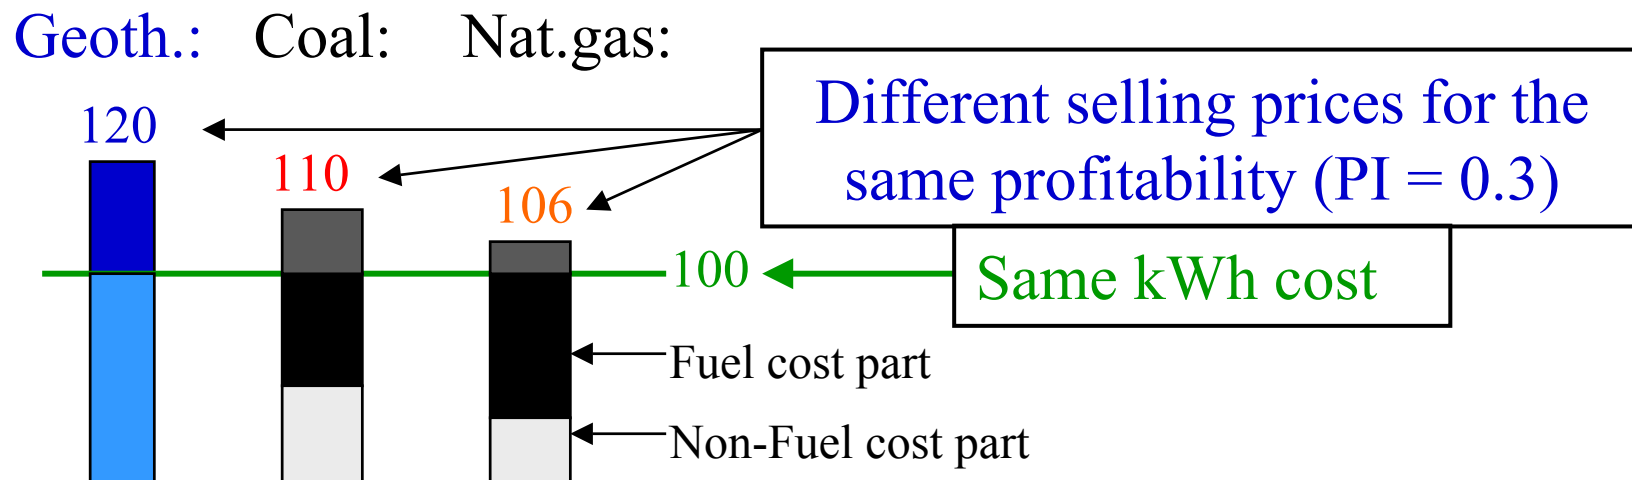 Geoth.: Coal: Nat.gas:
120
110
106
Different selling prices for the
same profitability (PI = 0.3)
100
Same kWh cost
Fuel cost part
Non-Fuel cost part